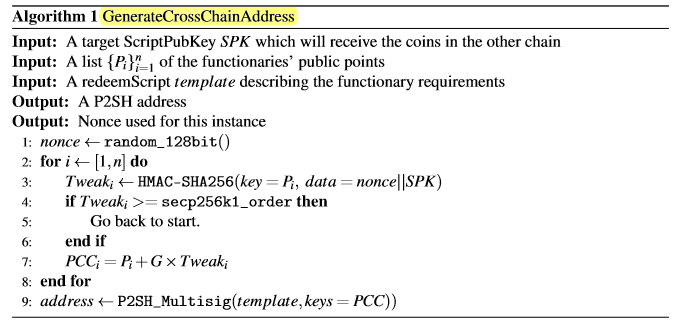 Algorithm 1 GenerateCrossChainAddress
Input: A target ScriptPubKey SPK which will receive the coins in the other chain
Input: A list {Pᵢ}ⁿᵢ₌₁ of the functionaries' public points
Input: A redeemScript template describing the functionary requirements
Output: A P2SH address
Output: Nonce used for this instance
1: nonce ← random_128bit()
2: for i ← [1,n] do
3: Tweakᵢ ← HMAC-SHA256(key = Pᵢ, data = nonce||SPK)
4: if Tweakᵢ >= secp256k1_order then
5: Go back to start.
6: end if
7: PCCᵢ = Pᵢ + G × Tweakᵢ
8: end for
9: address ← P2SH_Multisig(template, keys = PCC))